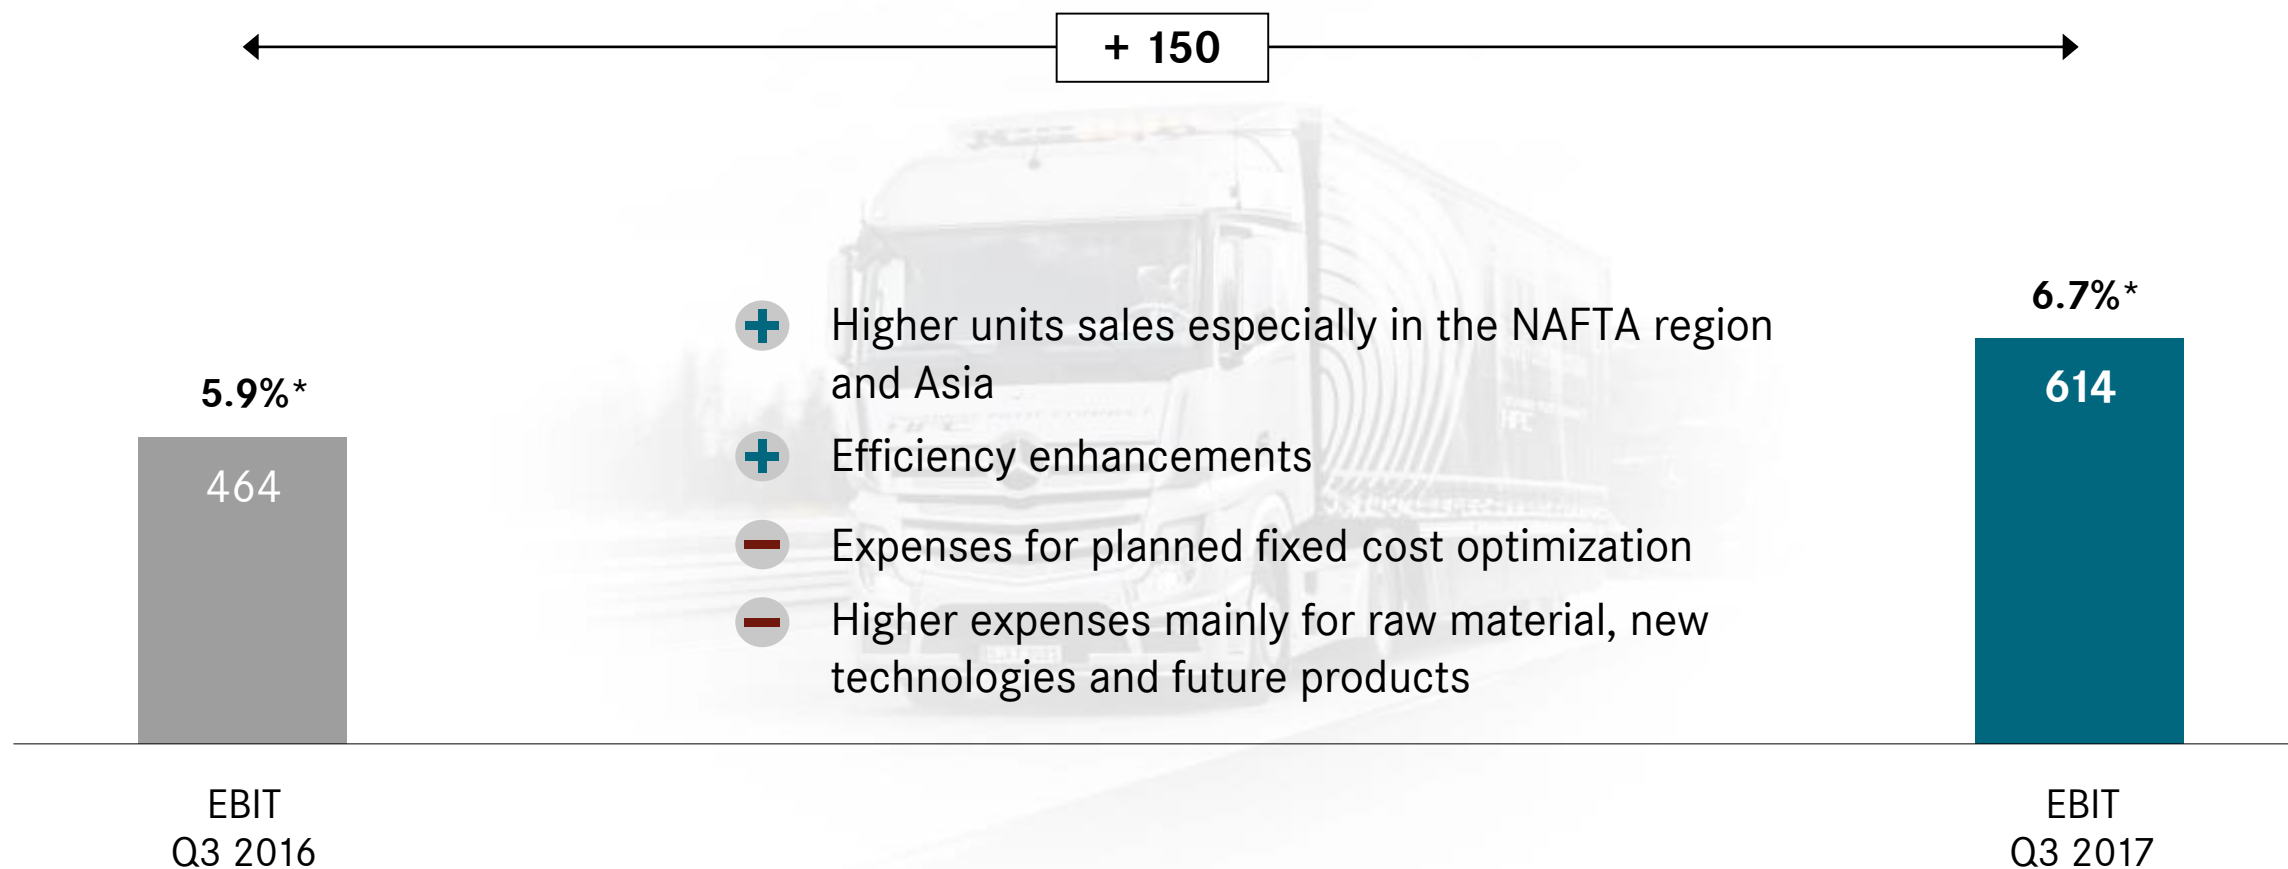 + 150
5.9%*
464
Higher units sales especially in the NAFTA region
and Asia
Efficiency enhancements
Expenses for planned fixed cost optimization
Higher expenses mainly for raw material, new
technologies and future products
6.7%*
614
EBIT
Q3 2016
EBIT
Q3 2017